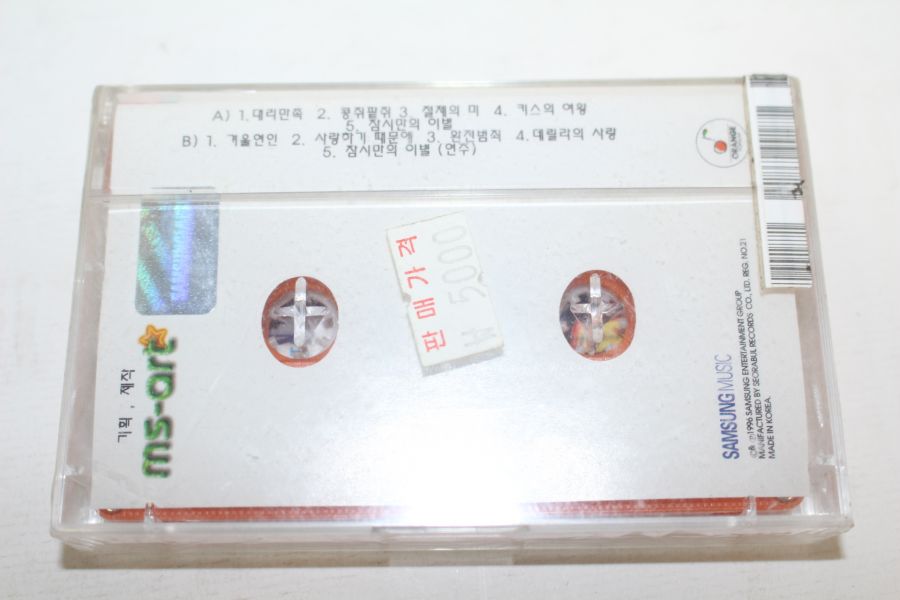 A) 1.대리만족 2. 콩쥐팥쥐 3. 절제의 미 4. 키스의 여왕
5. 잠시만의 이별
B) 1. 겨울연인 2. 사랑하기 때문에 3. 완전범죄 4.데릴라의 사랑
5. 잠시만의 이별 (연주)
ORANGE
판매가격
₩ 5000
기획, 제작
ms-art
SAMSUNG MUSIC
©& ℗1996 SAMSUNG ENTERTAINMENT GROUP
MANIFACTURED BY SEORABUL RECORDS CO., LTD. REG. NO.21
MADE IN KOREA.